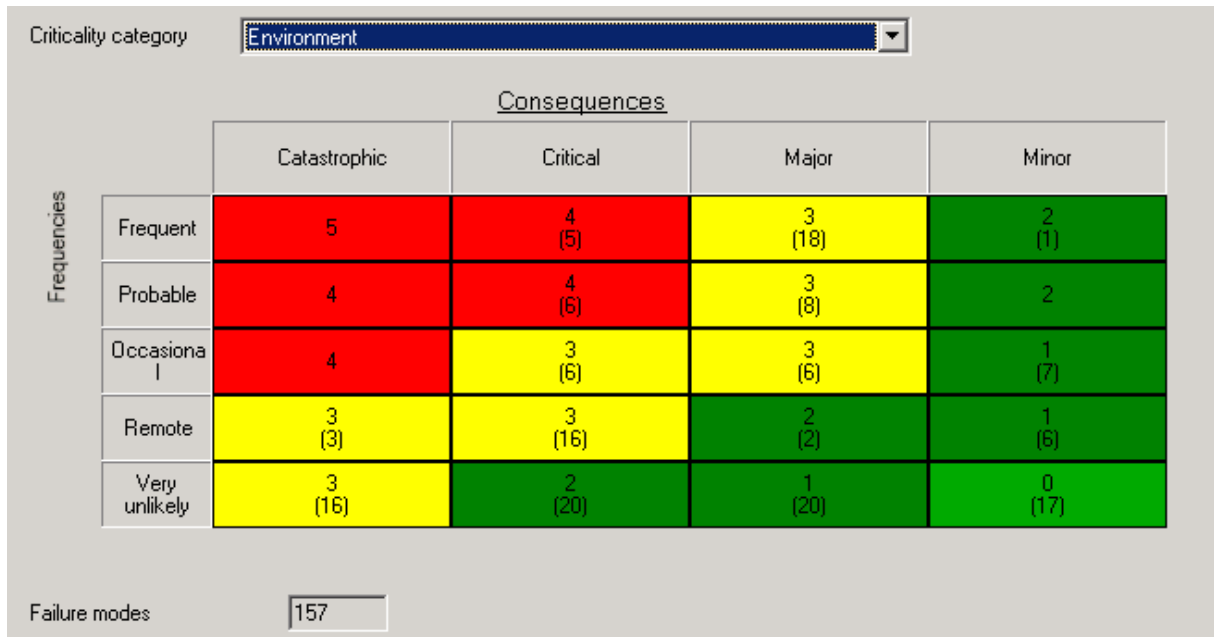 Criticality category
Environment
Consequences
Catastrophic Critical Major Minor
Frequencies
Frequent 5 4 3 2
(5) (18) (1)
Probable 4 4 3 2
(6) (8)
Occasiona 4 3 3 1
l (6) (6) (7)
Remote 3 3 2 1
(3) (16) (2) (6)
Very 3 2 1 0
unlikely (16) (20) (20) (17)
Failure modes 157